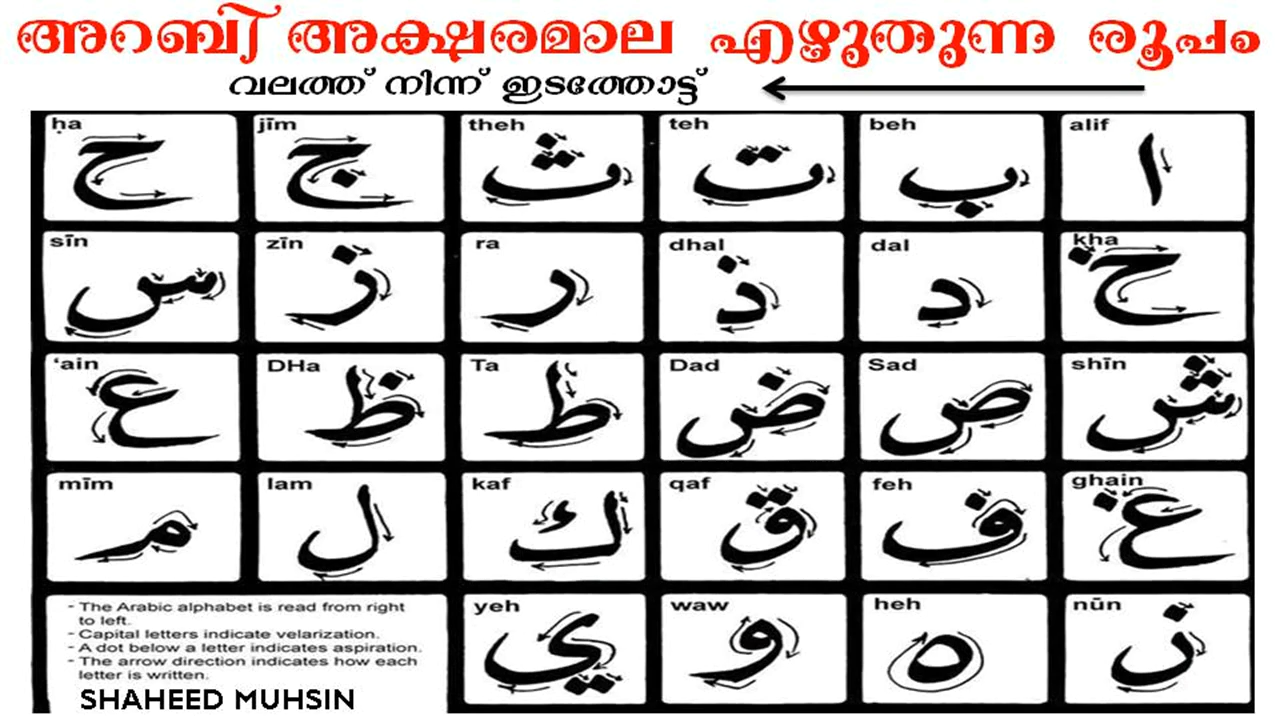 അറബി അക്ഷരമാല എഴുതുന്ന രൂപം
വലത്ത് നിന്ന് ഇടത്തോട്ട്
alif
ا
beh
ب
teh
ت
theh
ث
jīm
ج
ḥa
ح
kha
خ
dal
د
dhal
ذ
ra
ر
zīn
ز
sīn
س
shīn
ش
Sad
ص
Dad
ض
Ta
ط
DHa
ظ
‘ain
ع
ghain
غ
feh
ف
qaf
ق
kaf
ك
lam
ل
mīm
م
nūn
ن
heh
ه
waw
و
yeh
ي
- The Arabic alphabet is read from right
to left.
- Capital letters indicate velarization.
- A dot below a letter indicates aspiration.
- The arrow direction indicates how each
letter is written.
SHAHEED MUHSIN